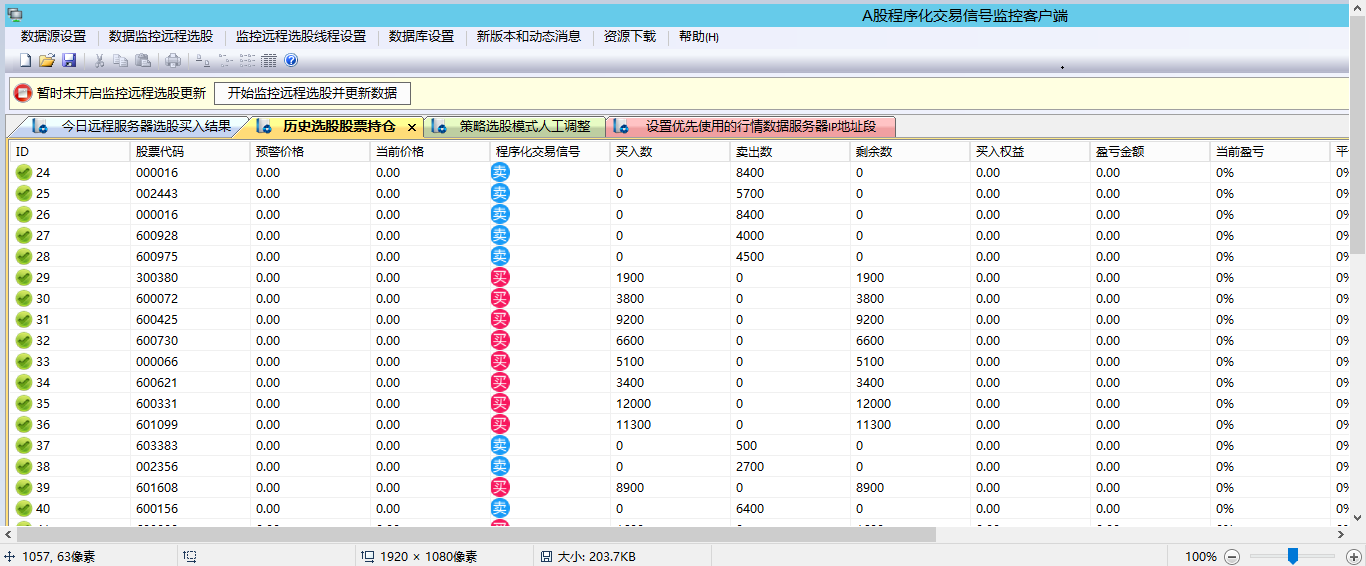 A股程序化交易信号监控客户端
数据源设置 数据监控远程选股 监控远程选股线程设置 数据库设置 新版本和动态消息 资源下载 帮助(H)
暂时未开启监控远程选股更新 开始监控远程选股并更新数据
今日远程服务器选股买入结果 历史选股股票持仓 × 策略选股模式人工调整 设置优先使用的行情数据服务器IP地址段
ID 股票代码 预警价格 当前价格 程序化交易信号 买入数 卖出数 剩余数 买入权益 盈亏金额 当前盈亏 平
24 000016 0.00 0.00 卖 0 8400 0 0.00 0.00 0% 0%
25 002443 0.00 0.00 卖 0 5700 0 0.00 0.00 0% 0%
26 000016 0.00 0.00 卖 0 8400 0 0.00 0.00 0% 0%
27 600928 0.00 0.00 卖 0 4000 0 0.00 0.00 0% 0%
28 600975 0.00 0.00 卖 0 4500 0 0.00 0.00 0% 0%
29 300380 0.00 0.00 买 1900 0 1900 0.00 0.00 0% 0%
30 600072 0.00 0.00 买 3800 0 3800 0.00 0.00 0% 0%
31 600425 0.00 0.00 买 9200 0 9200 0.00 0.00 0% 0%
32 600730 0.00 0.00 买 6600 0 6600 0.00 0.00 0% 0%
33 000066 0.00 0.00 买 5100 0 5100 0.00 0.00 0% 0%
34 600621 0.00 0.00 买 3400 0 3400 0.00 0.00 0% 0%
35 600331 0.00 0.00 买 12000 0 12000 0.00 0.00 0% 0%
36 601099 0.00 0.00 买 11300 0 11300 0.00 0.00 0% 0%
37 603383 0.00 0.00 卖 0 500 0 0.00 0.00 0% 0%
38 002356 0.00 0.00 卖 0 2700 0 0.00 0.00 0% 0%
39 601608 0.00 0.00 买 8900 0 8900 0.00 0.00 0% 0%
40 600156 0.00 0.00 卖 0 6400 0 0.00 0.00 0% 0%
1057, 63像素 1920 × 1080像素 大小: 203.7KB 100%